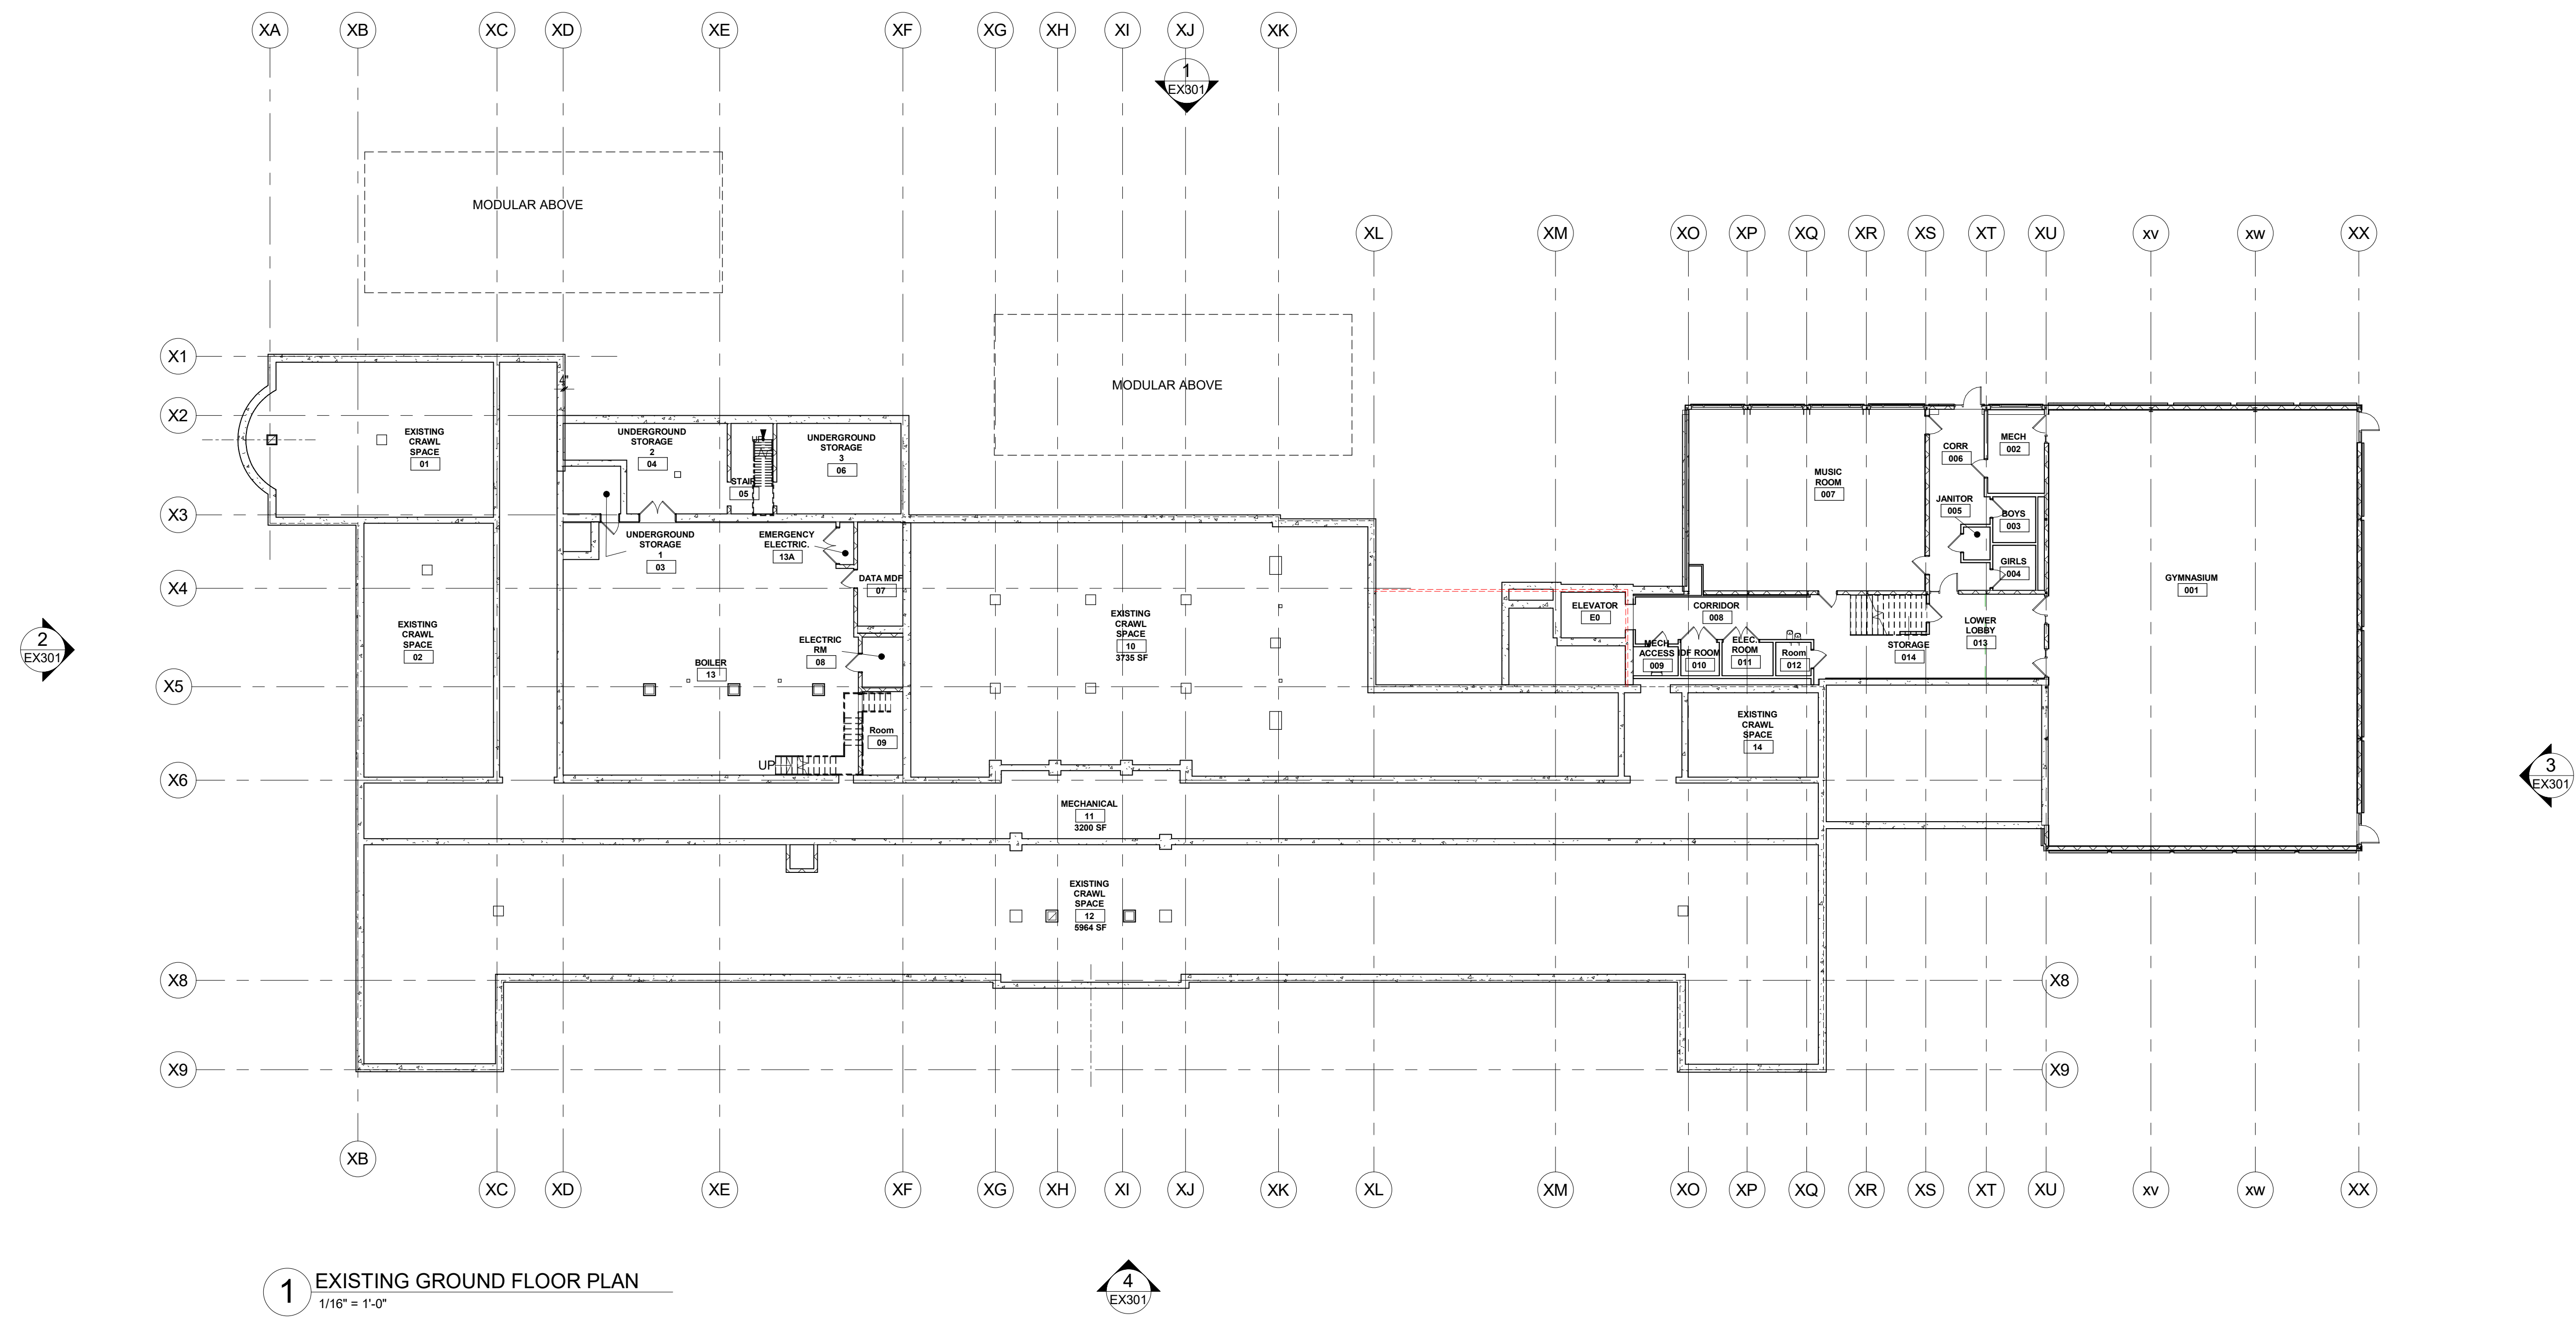 XA
XB
XC
XD
XE
XF
XG
XH
XI
XJ
XK
1
EX301
MODULAR ABOVE
XL
XM
XO
XP
XQ
XR
XS
XT
XU
xv
xw
XX
MODULAR ABOVE
X1
X2
X3
X4
X5
X6
X8
X9
4"
EXISTING
CRAWL
SPACE
01
UNDERGROUND
STORAGE
2
04
UP
STAIR
05
UNDERGROUND
STORAGE
3
06
UNDERGROUND
STORAGE
1
03
EMERGENCY
ELECTRIC.
13A
DATA MDF
07
EXISTING
CRAWL
SPACE
02
BOILER
13
ELECTRIC
RM
08
Room
09
UP
EXISTING
CRAWL
SPACE
10
3735 SF
MECHANICAL
11
3200 SF
EXISTING
CRAWL
SPACE
12
5964 SF
ELEVATOR
E0
CORRIDOR
008
MECH
ACCESS
009
IDF ROOM
010
ELEC.
ROOM
011
Room
012
EXISTING
CRAWL
SPACE
14
MUSIC
ROOM
007
CORR
006
MECH
002
JANITOR
005
BOYS
003
GIRLS
004
STORAGE
014
LOWER
LOBBY
013
GYMNASIUM
001
2
EX301
3
EX301
X8
X9
XB
XC
XD
XE
XF
XG
XH
XI
XJ
XK
XL
XM
XO
XP
XQ
XR
XS
XT
XU
xv
xw
XX
1
EXISTING GROUND FLOOR PLAN
1/16" = 1'-0"
4
EX301